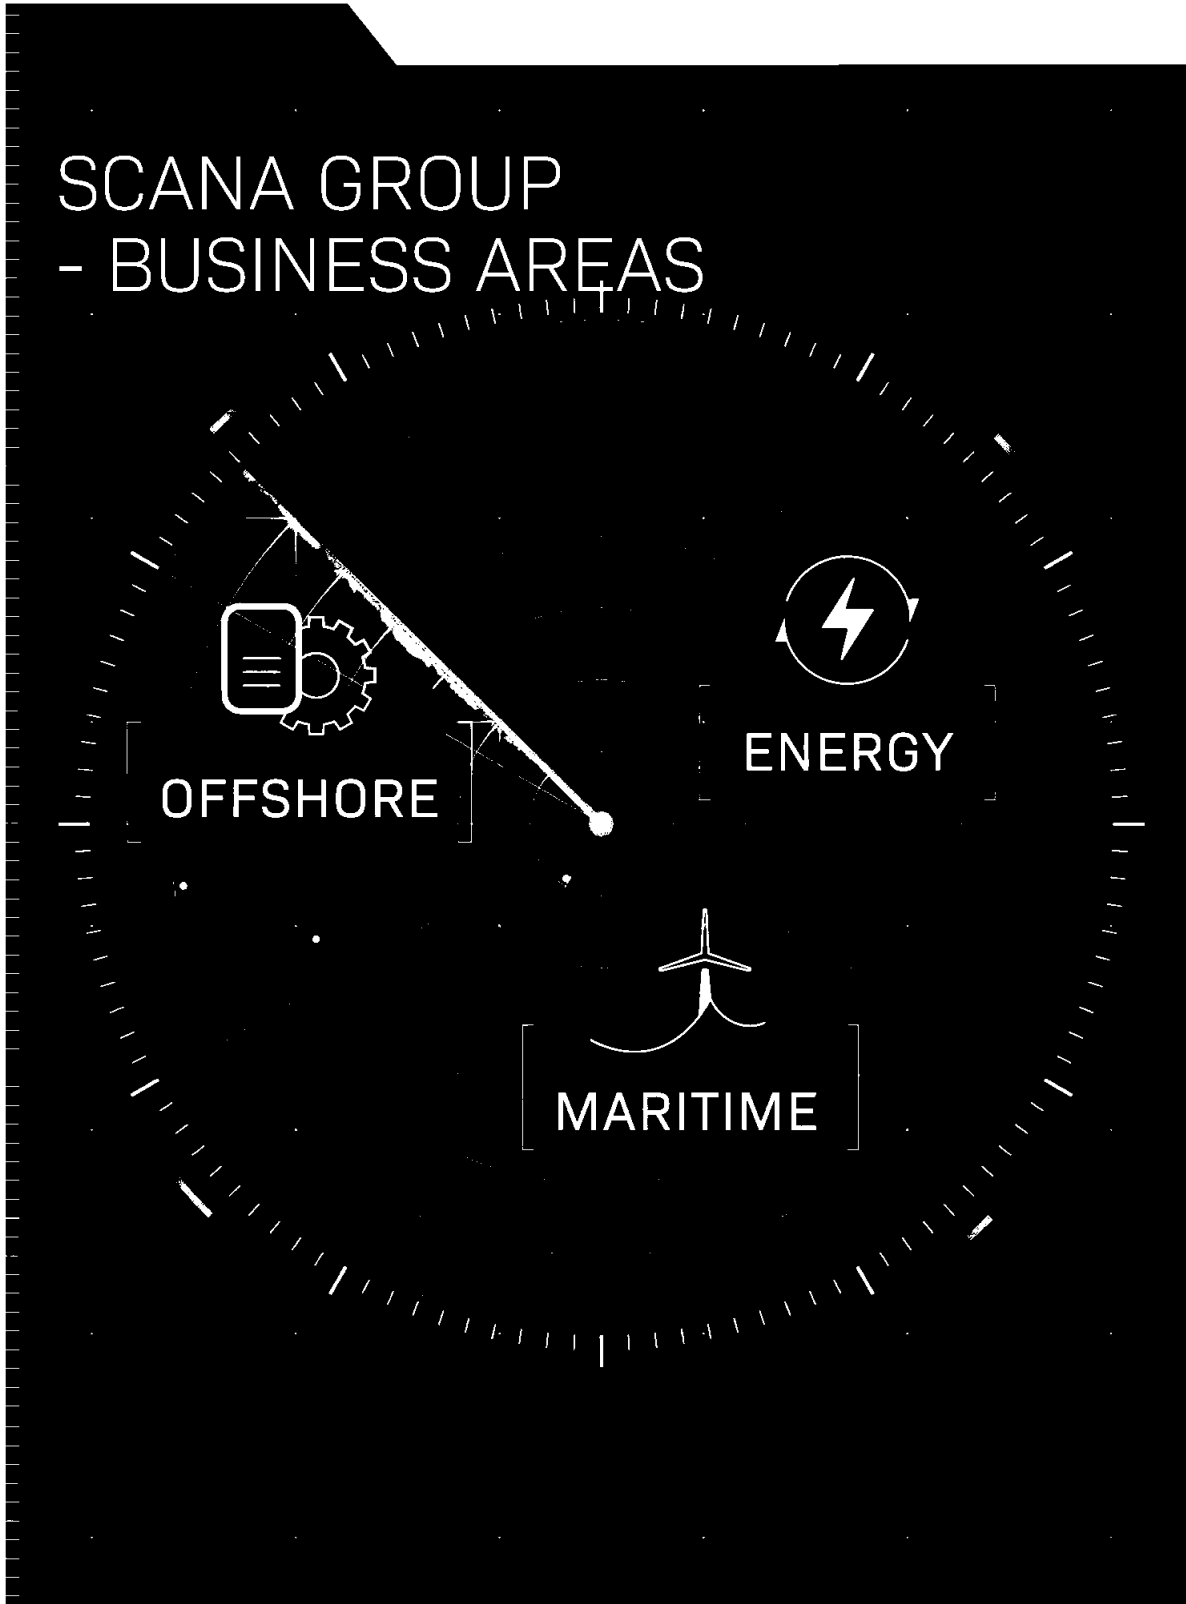 SCANA GROUP
- BUSINESS AREAS
ENERGY
OFFSHORE
MARITIME